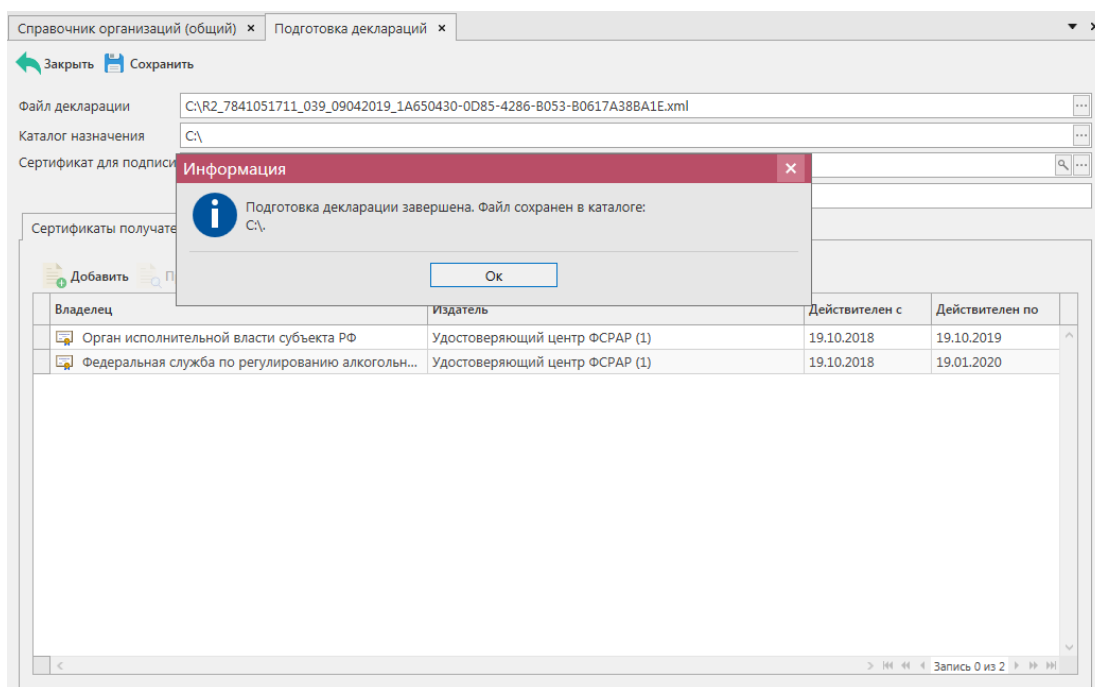 Справочник организаций (общий) × Подготовка деклараций ×
Закрыть Сохранить
Файл декларации C:\R2_7841051711_039_09042019_1A650430-0D85-4286-B053-B0617A38BA1E.xml
Каталог назначения C:\
Сертификат для подписи
Информация
Подготовка декларации завершена. Файл сохранен в каталоге:
C:\.
Ок
Сертификаты получате
Добавить П
Владелец Издатель Действителен с Действителен по
Орган исполнительной власти субъекта РФ Удостоверяющий центр ФСРАР (1) 19.10.2018 19.10.2019
Федеральная служба по регулированию алкогольн... Удостоверяющий центр ФСРАР (1) 19.10.2018 19.01.2020
Запись 0 из 2